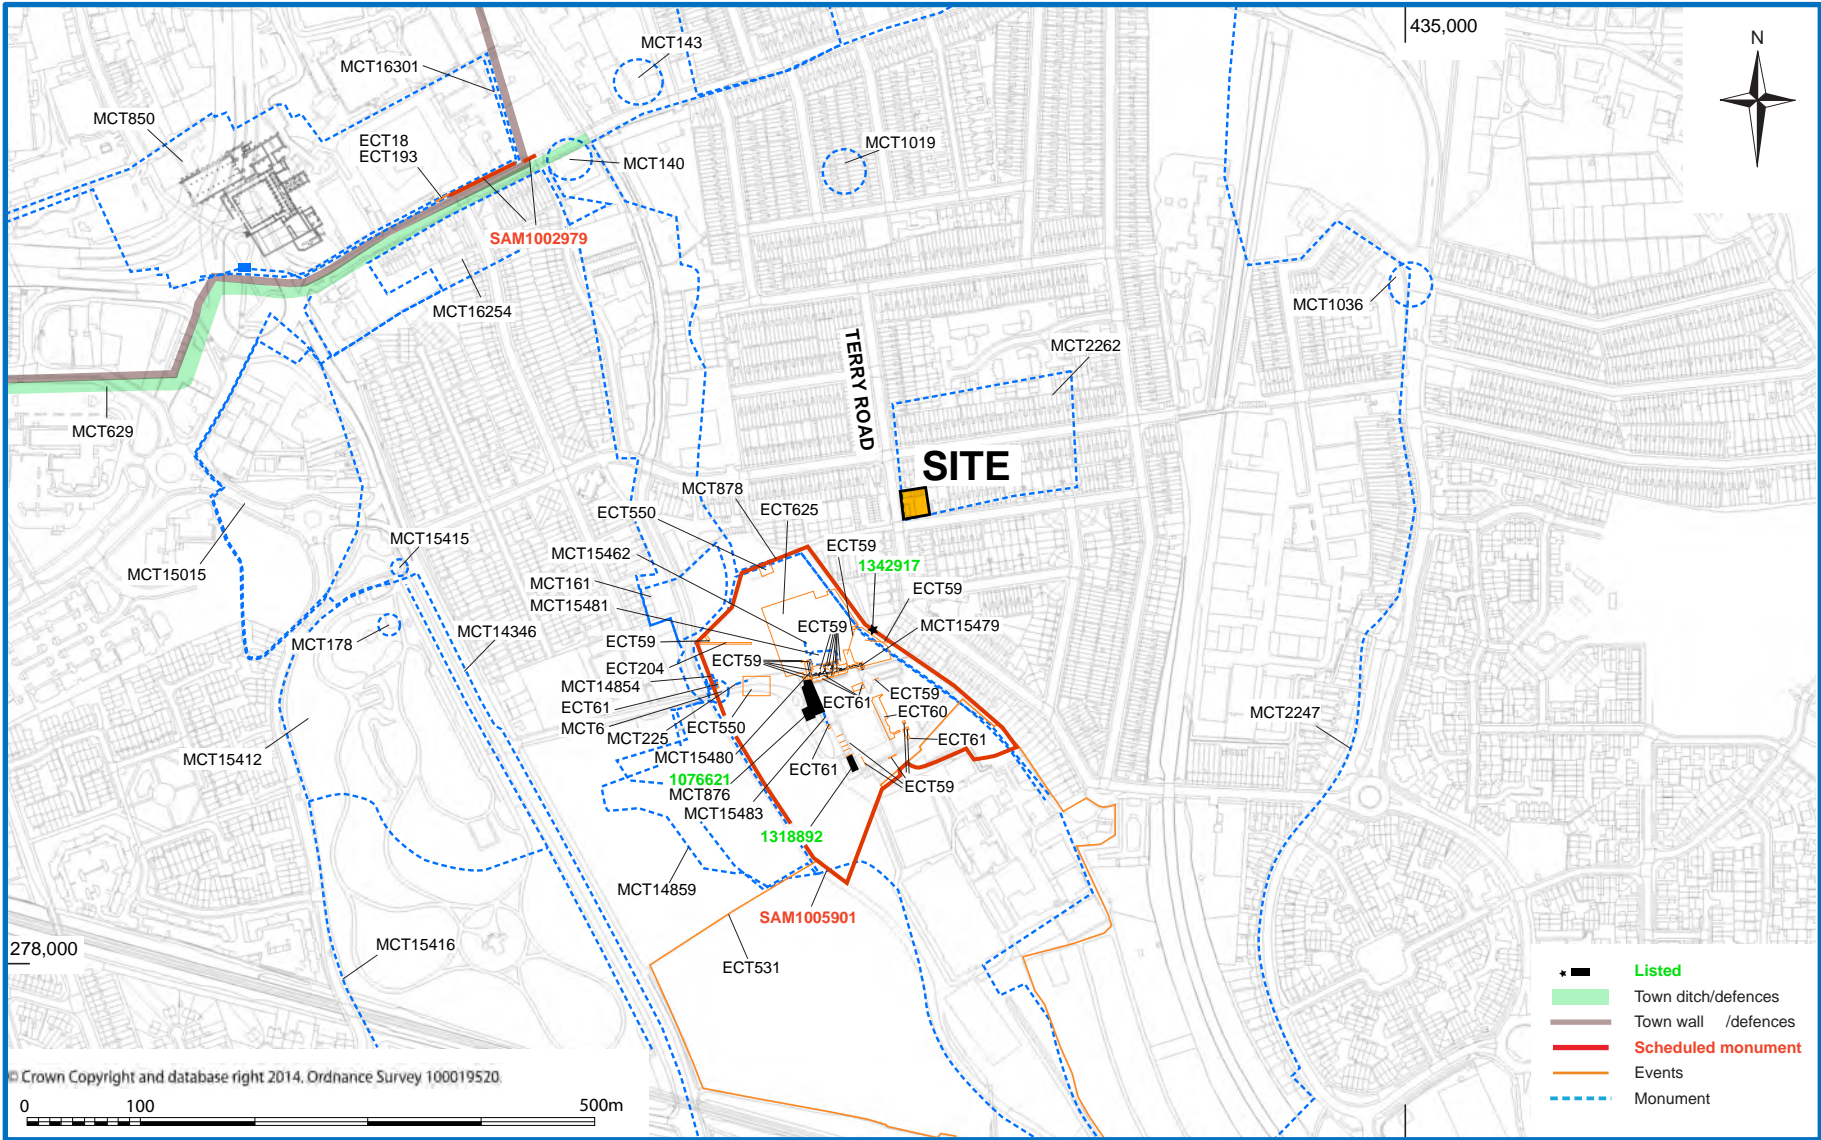 435,000
N
MCT143
MCT16301
MCT850
ECT18
ECT193
MCT140
MCT1019
SAM1002979
MCT16254
MCT1036
TERRY ROAD
MCT2262
MCT629
SITE
MCT878
ECT550
ECT625
MCT15415
MCT15462
ECT59
1342917
MCT15015
MCT161
ECT59
MCT15481
ECT59
MCT15479
MCT178
MCT14346
ECT59
ECT59
ECT204
MCT14854
ECT59
ECT61
ECT61
ECT60
MCT6
ECT550
MCT225
ECT61
MCT2247
MCT15412
MCT15480
ECT61
1076621
ECT59
MCT876
MCT15483
1318892
MCT14859
SAM1005901
278,000
MCT15416
ECT531
Listed
Town ditch/defences
Town wall /defences
Scheduled monument
Events
Monument
© Crown Copyright and database right 2014. Ordnance Survey 100019520
0 100 500m